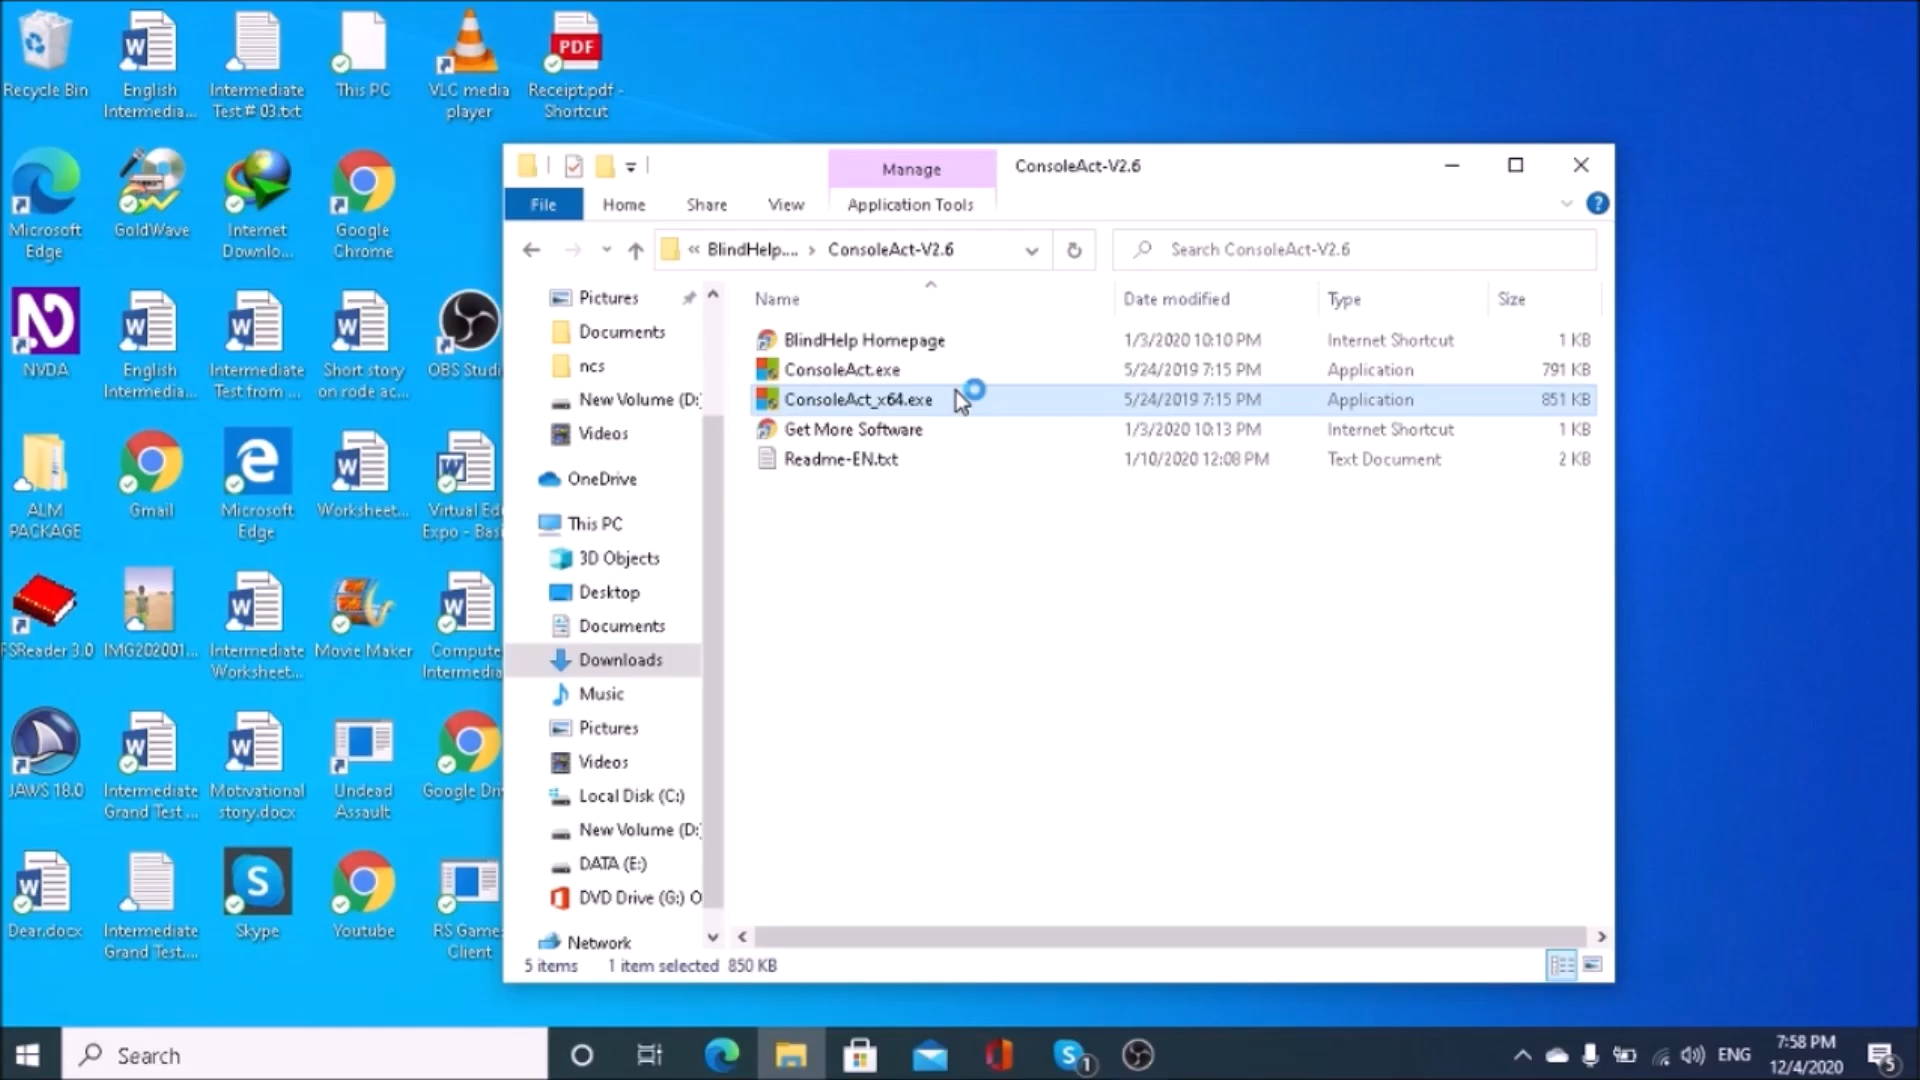 Recycle Bin
English
Intermedia...
Intermediate
Test # 03.txt
This PC
VLC media
player
PDF
Receipt.pdf -
Shortcut
Microsoft
Edge
GoldWave
Internet
Downlo...
Google
Chrome
NVDA
English
Intermedia...
Intermediate
Test from ...
Short story
on rode ac...
OBS Studi
ALM
PACKAGE
Gmail
Microsoft
Edge
Worksheet...
Virtual Ed
Expo - Basi
FSReader 3.0
IMG202001...
Intermediate
Worksheet...
Movie Maker
Compute
Intermedia
JAWS 18.0
Intermediate
Grand Test ...
Motivational
story.docx
Undead
Assault
Google Dri
Dear.docx
Intermediate
Grand Test....
Skype
Youtube
RS Game
Client
Manage
ConsoleAct-V2.6
File
Home
Share
View
Application Tools
« BlindHelp.... > ConsoleAct-V2.6
Search ConsoleAct-V2.6
Pictures
Documents
ncs
New Volume (D:)
Videos
OneDrive
This PC
3D Objects
Desktop
Documents
Downloads
Music
Pictures
Videos
Local Disk (C:)
New Volume (D:)
DATA (E:)
DVD Drive (G:) O
Network
Name Date modified Type Size
BlindHelp Homepage 1/3/2020 10:10 PM Internet Shortcut 1 KB
ConsoleAct.exe 5/24/2019 7:15 PM Application 791 KB
ConsoleAct_x64.exe 5/24/2019 7:15 PM Application 851 KB
Get More Software 1/3/2020 10:13 PM Internet Shortcut 1 KB
Readme-EN.txt 1/10/2020 12:08 PM Text Document 2 KB
5 items 1 item selected 850 KB
Search
1
ENG
7:58 PM
12/4/2020
5